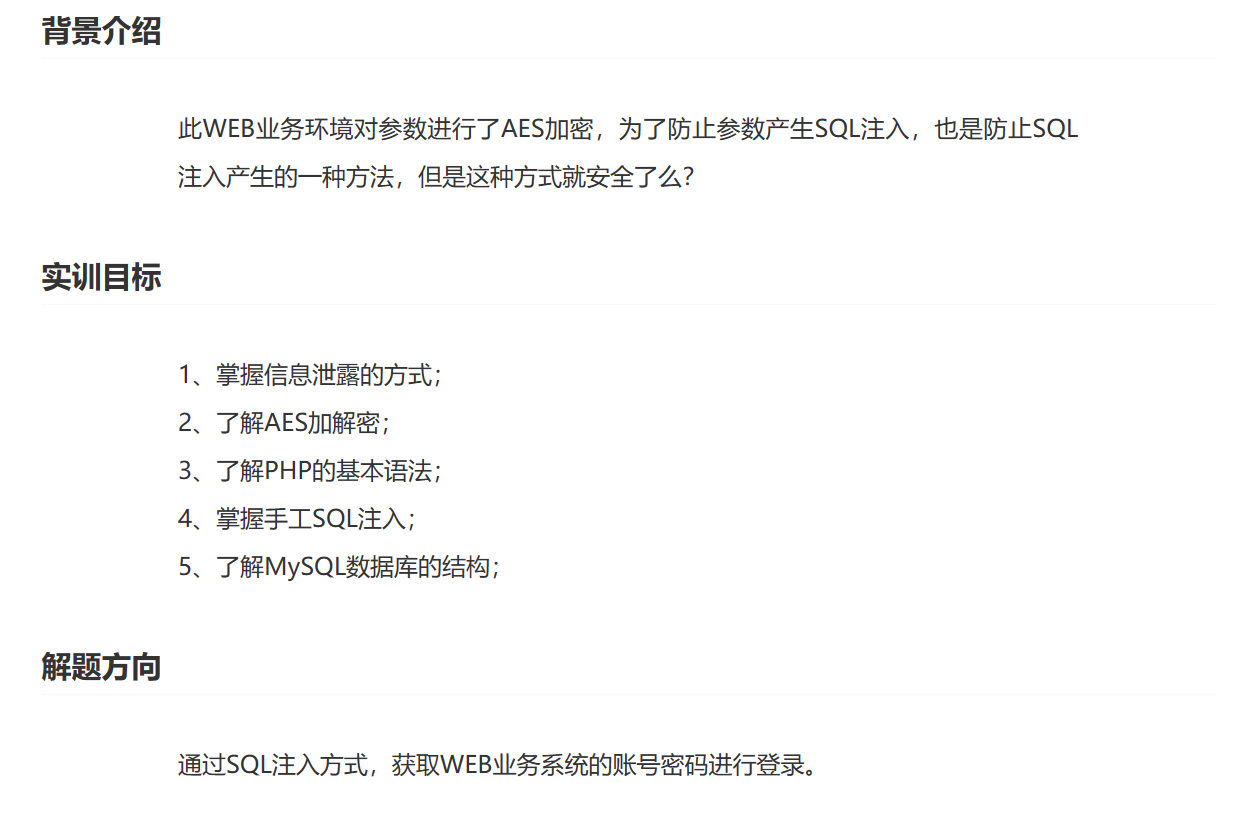 背景介绍
此WEB业务环境对参数进行了AES加密，为了防止参数产生SQL注入，也是防止SQL
注入产生的一种方法，但是这种方式就安全了么？
实训目标
1、掌握信息泄露的方式；
2、了解AES加解密；
3、了解PHP的基本语法；
4、掌握手工SQL注入；
5、了解MySQL数据库的结构；
解题方向
通过SQL注入方式，获取WEB业务系统的账号密码进行登录。